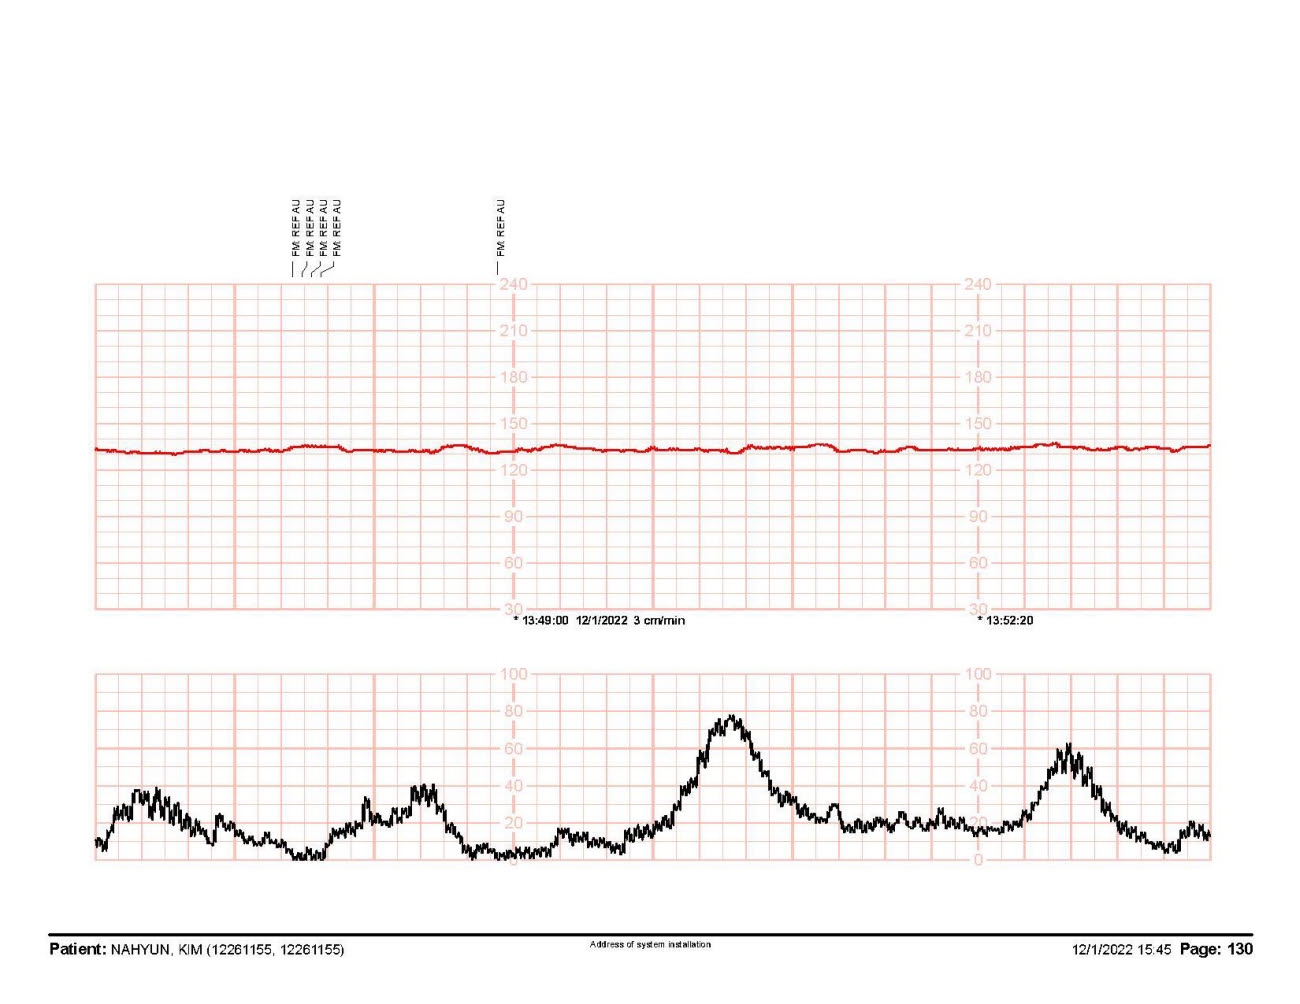 FM: REF AU
FM: REF AU
FM: REF AU
FM: REF AU
FM: REF AU
240 240
210 210
180 180
150 150
120 120
90 90
60 60
30 30
* 13:49:00 12/1/2022 3 cm/min * 13:52:20
100 100
80 80
60 60
40 40
20 20
0 0
Patient: NAHYUN, KIM (12261155, 12261155) Address of system installation 12/1/2022 15:45 Page: 130